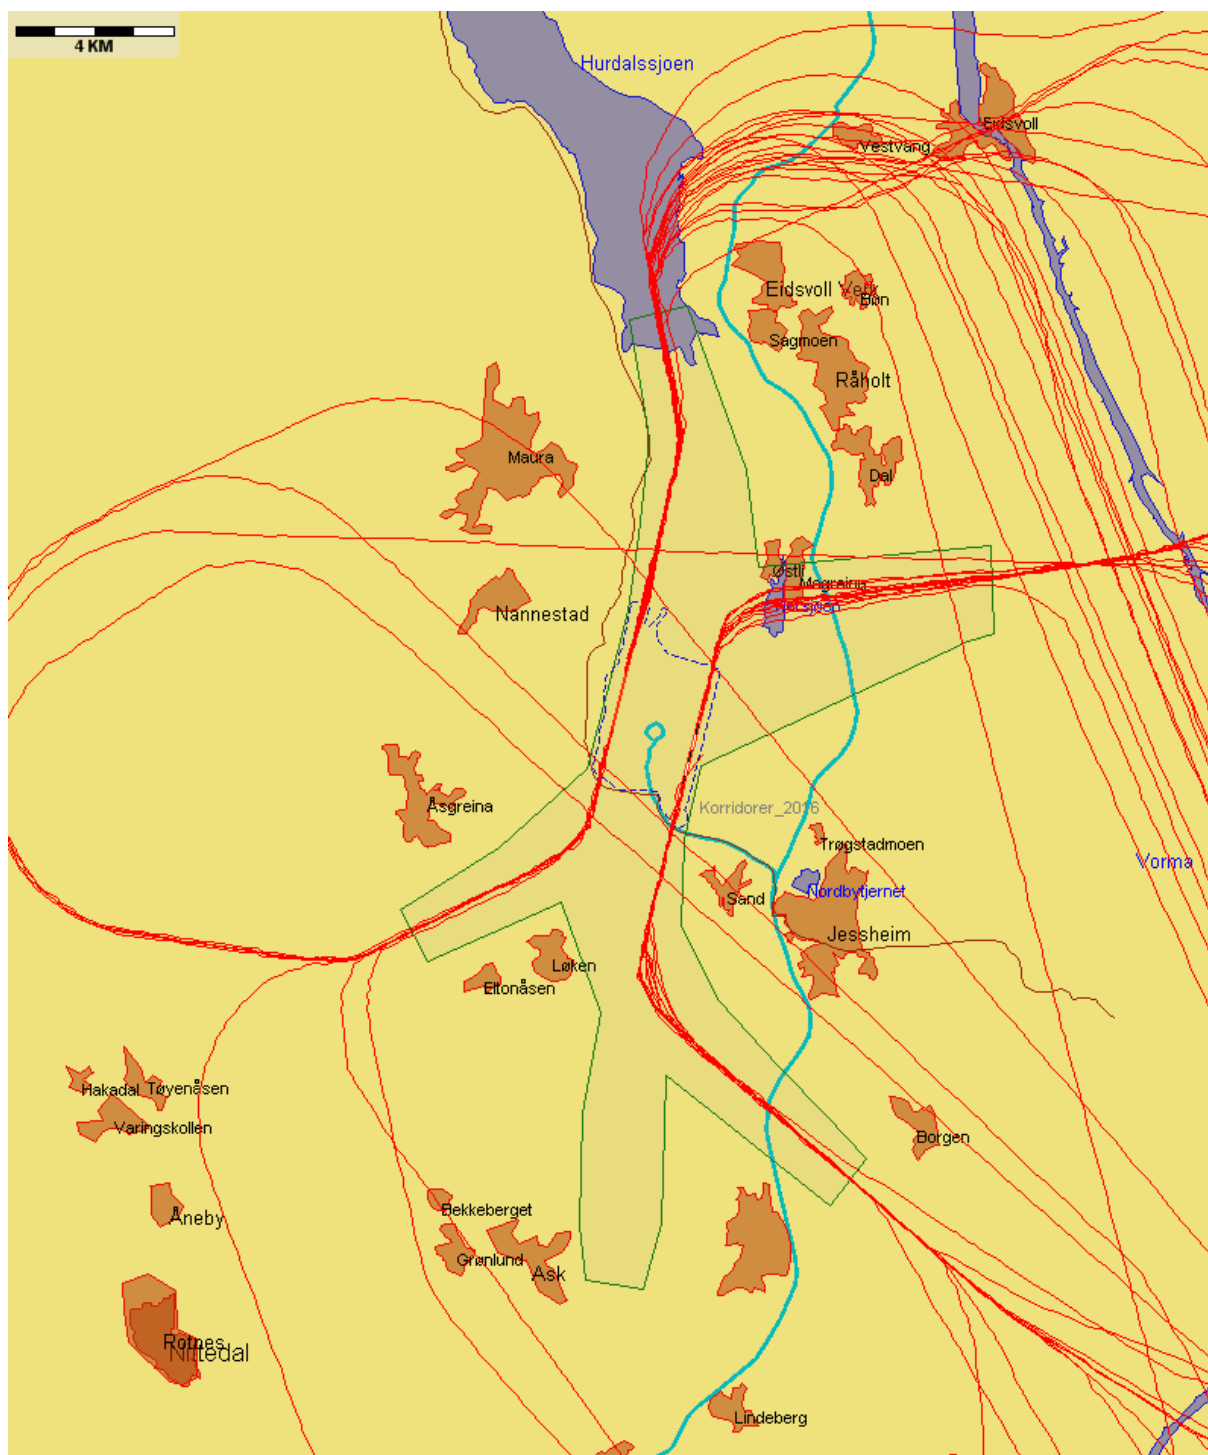 4 KM
Hurdalssjoen
Eidsvoll
Vestvang
Eidsvoll Verk
Bøn
Sagmoen
Råholt
Maura
Dal
Østli
Mogreina
Nannestad
Åsgreina
Korridorer_2016
Trøgstadmoen
Vorma
Nordbytjernet
Sand
Jessheim
Løken
Eltonåsen
Hakadal
Tøyenåsen
Varingskollen
Borgen
Åneby
Bekkeberget
Grønlund
Ask
Rotnes
Nittedal
Lindeberg